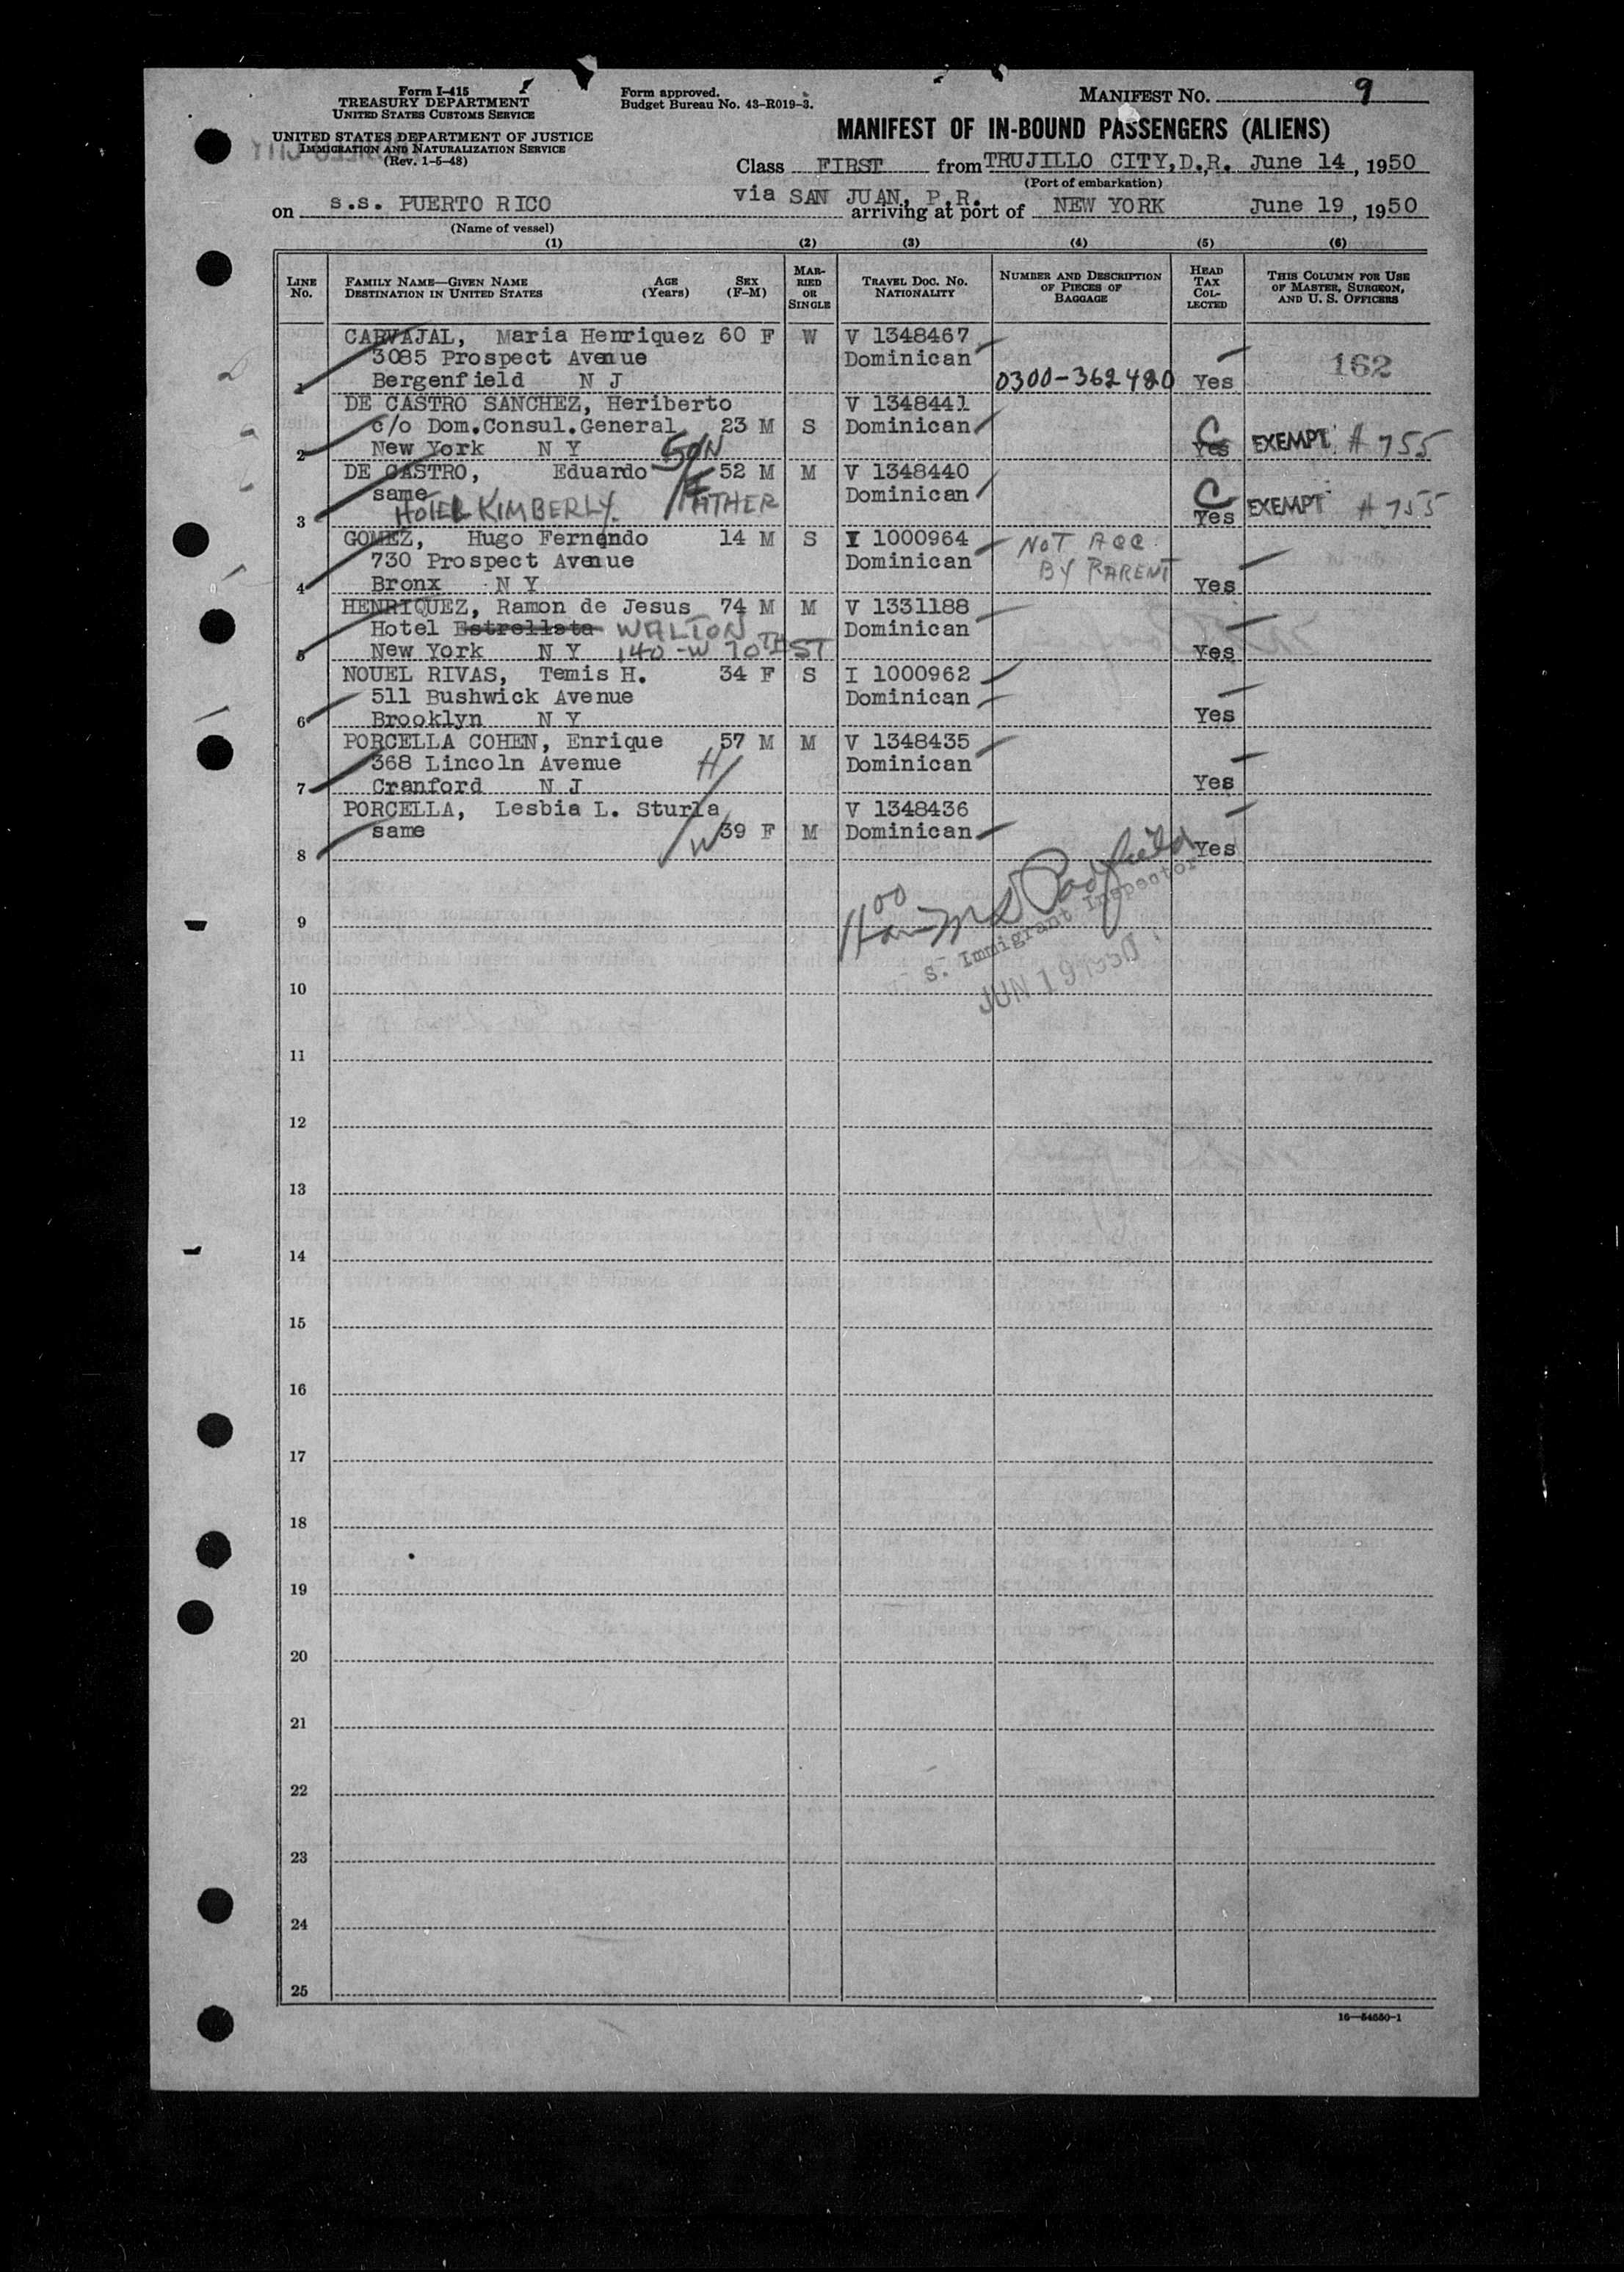 Form I-415
TREASURY DEPARTMENT
UNITED STATES CUSTOMS SERVICE
UNITED STATES DEPARTMENT OF JUSTICE
IMMIGRATION AND NATURALIZATION SERVICE
(Rev. 1-5-48)
Form approved.
Budget Bureau No. 43-R019-3.
MANIFEST NO. 9
MANIFEST OF IN-BOUND PASSENGERS (ALIENS)
Class FIRST from TRUJILLO CITY, D.R. June 14, 1950
(Port of embarkation)
via SAN JUAN, P.R.
on s.s. PUERTO RICO arriving at port of NEW YORK June 19, 1950
(Name of vessel)
(1) (2) (3) (4) (5) (6)
LINE No.
FAMILY NAME—GIVEN NAME
DESTINATION IN UNITED STATES
AGE (Years)
SEX (F-M)
MAR-RIED OR SINGLE
TRAVEL DOC. NO.
NATIONALITY
NUMBER AND DESCRIPTION OF PIECES OF BAGGAGE
HEAD TAX COL-LECTED
THIS COLUMN FOR USE OF MASTER, SURGEON, AND U. S. OFFICERS
CARVAJAL, Maria Henriquez 60 F W V 1348467
3085 Prospect Avenue Dominican 162
1 Bergenfield N J 0300-362420 Yes
DE CASTRO SANCHEZ, Heriberto V 1348441
c/o Dom.Consul.General 23 M S Dominican C
2 New York N Y SON Yes EXEMPT # 755
DE CASTRO, Eduardo 52 M M V 1348440
same FATHER Dominican C
3 HOTEL KIMBERLY. Yes EXEMPT # 755
GOMEZ, Hugo Fernando 14 M S I 1000964 NOT ACC.
730 Prospect Avenue Dominican BY PARENT
4 Bronx N Y Yes
HENRIQUEZ, Ramon de Jesus 74 M M V 1331188
Hotel Estrellata WALTON Dominican
5 New York N Y 140-W 70TH ST Yes
NOUEL RIVAS, Temis H. 34 F S I 1000962
511 Bushwick Avenue Dominican
6 Brooklyn N Y Yes
PORCELLA COHEN, Enrique 57 M M V 1348435
368 Lincoln Avenue H Dominican
7 Cranford N J Yes
PORCELLA, Lesbia L. Sturla V 1348436
same W 39 F M Dominican
8 Yes
9
S. Immigrant Inspector
JUN 19 1950
10
11
12
13
14
15
16
17
18
19
20
21
22
23
24
25
16—54650-1